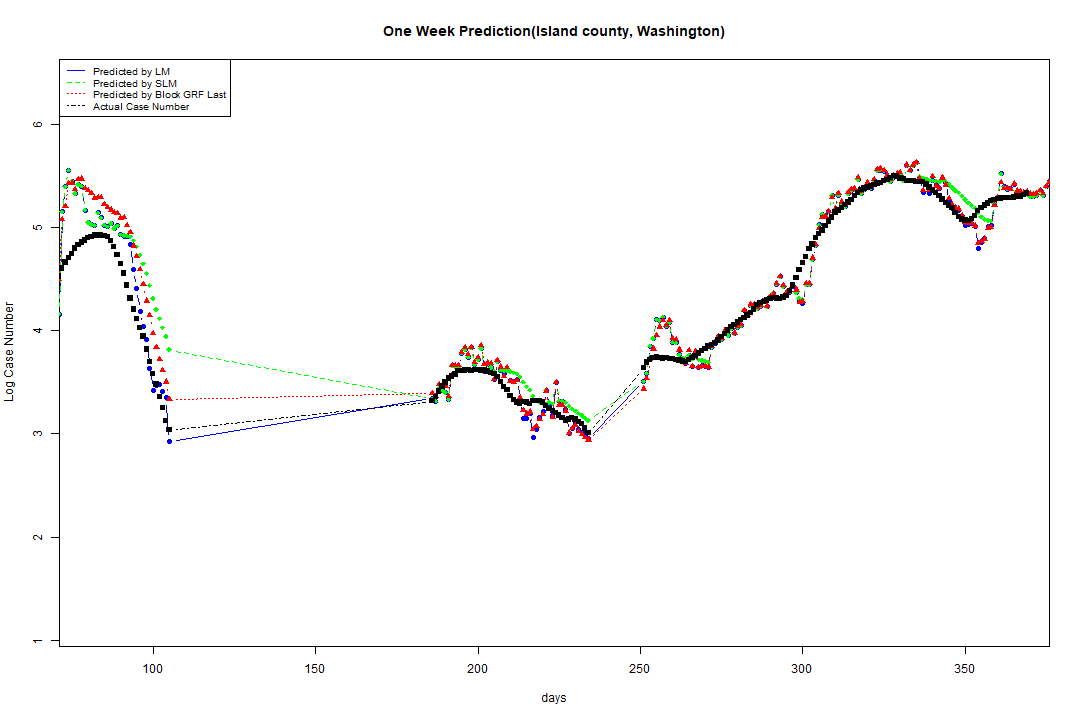 One Week Prediction(Island county, Washington)
Predicted by LM
Predicted by SLM
Predicted by Block GRF Last
Actual Case Number
Log Case Number
6
5
4
3
2
1
100 150 200 250 300 350
days